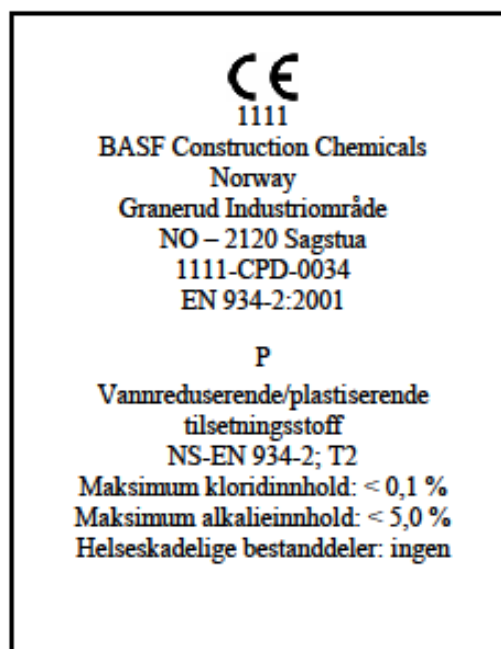 CE
1111
BASF Construction Chemicals
Norway
Granerud Industriområde
NO – 2120 Sagstua
1111-CPD-0034
EN 934-2:2001
P
Vannreduserende/plastiserende
tilsetningsstoff
NS-EN 934-2; T2
Maksimum kloridinnhold: < 0,1 %
Maksimum alkalieinnhold: < 5,0 %
Helseskadelige bestanddeler: ingen